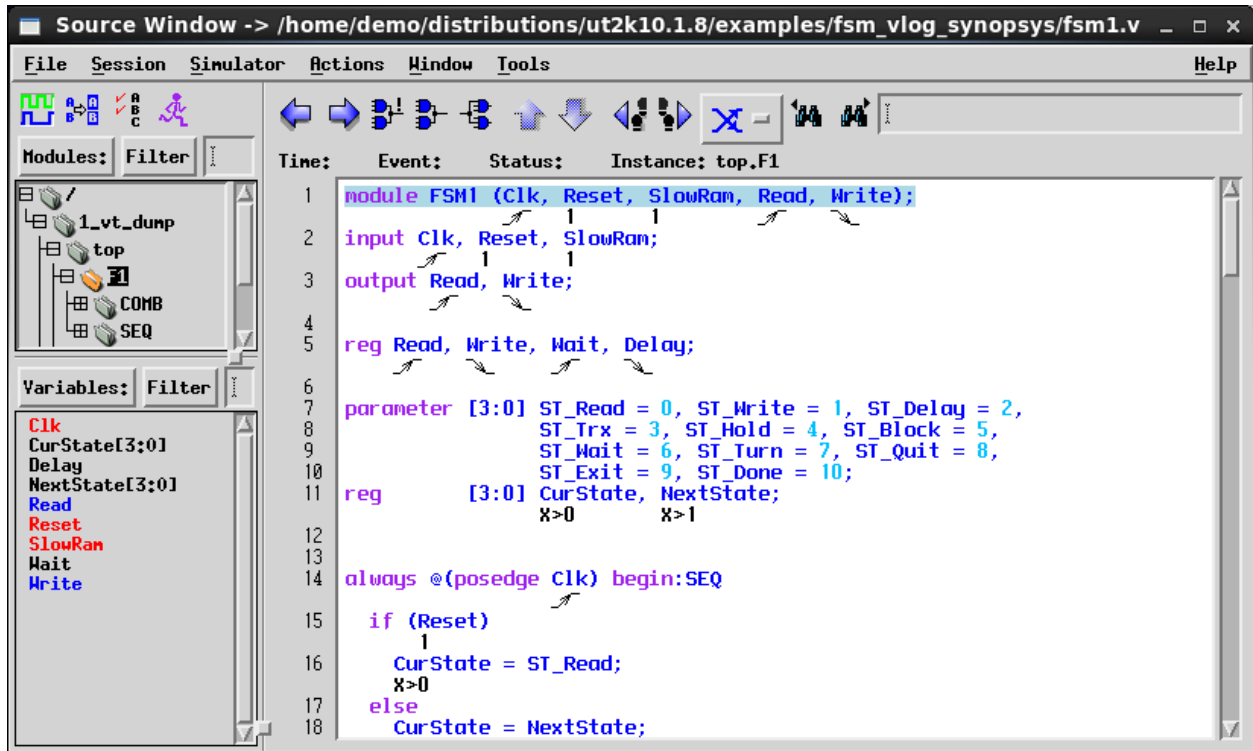 Source Window -> /home/demo/distributions/ut2k10.1.8/examples/fsm_vlog_synopsys/fsm1.v
File Session Simulator Actions Window Tools Help
Modules: Filter
/
1_vt_dump
top
F1
COMB
SEQ
Variables: Filter
Clk
CurState[3:0]
Delay
NextState[3:0]
Read
Reset
SlowRam
Wait
Write
Time: Event: Status: Instance: top.F1
1 module FSM1 (Clk, Reset, SlowRam, Read, Write);
1 1
2 input Clk, Reset, SlowRam;
1 1
3 output Read, Write;
4
5 reg Read, Write, Wait, Delay;
6
7 parameter [3:0] ST_Read = 0, ST_Write = 1, ST_Delay = 2,
8 ST_Trx = 3, ST_Hold = 4, ST_Block = 5,
9 ST_Wait = 6, ST_Turn = 7, ST_Quit = 8,
10 ST_Exit = 9, ST_Done = 10;
11 reg [3:0] CurState, NextState;
X>0 X>1
12
13
14 always @(posedge Clk) begin:SEQ
15 if (Reset)
1
16 CurState = ST_Read;
X>0
17 else
18 CurState = NextState;